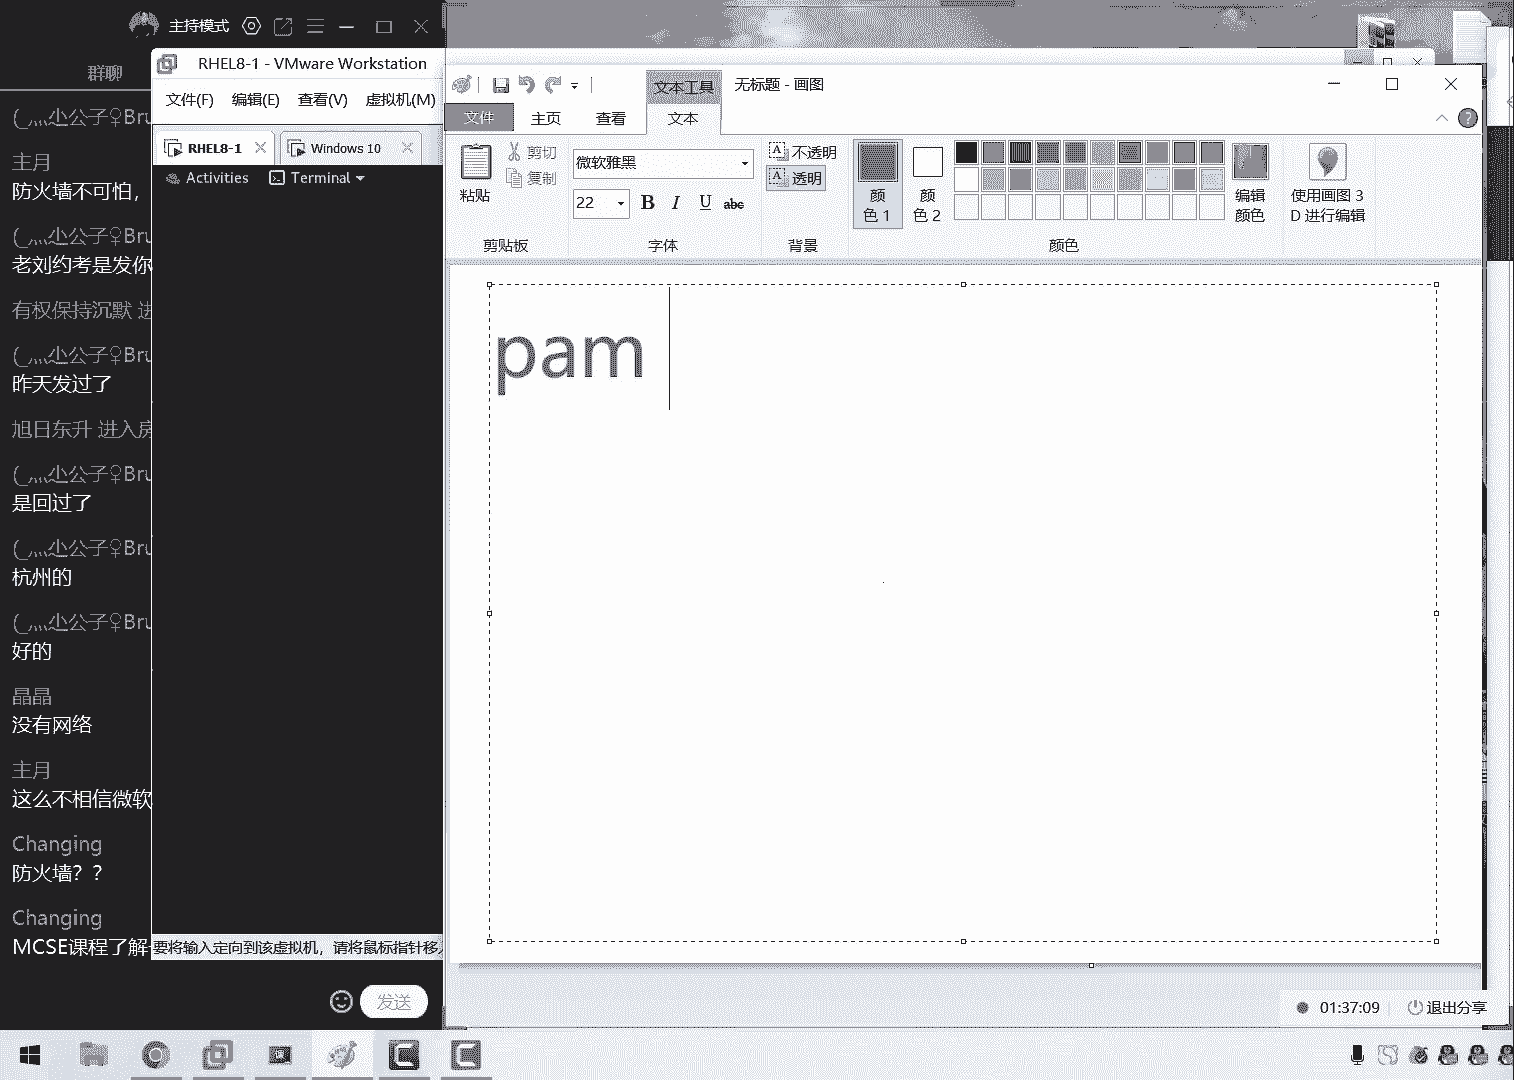 主持模式
群聊
小公子♀Bru
主月
防火墙不可怕，
小公子♀Bru
老刘约考是发你
有权保持沉默 进
小公子♀Bru
昨天发过了
旭日东升 进入房
小公子♀Bru
是回过了
小公子♀Bru
杭州的
小公子♀Bru
好的
晶晶
没有网络
主月
这么不相信微软
Changing
防火墙？？
Changing
MCSE课程了解
发送
RHEL8-1 - VMware Workstation
文件(F) 编辑(E) 查看(V) 虚拟机(M)
RHEL8-1 Windows 10
Activities Terminal
要将输入定向到该虚拟机，请将鼠标指针移入
文本工具 无标题 - 画图
文件 主页 查看 文本
粘贴
剪切
复制
剪贴板
微软雅黑
22 B I U abc
字体
不透明
透明
背景
颜
色 1
颜
色 2
编辑
颜色
颜色
使用画图 3
D 进行编辑
pam
01:37:09 退出分享